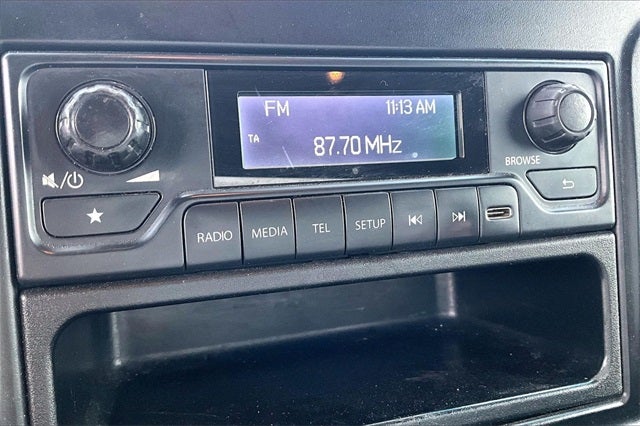 FM 11:13 AM
TA
87.70 MHz
BROWSE
RADIO MEDIA TEL SETUP